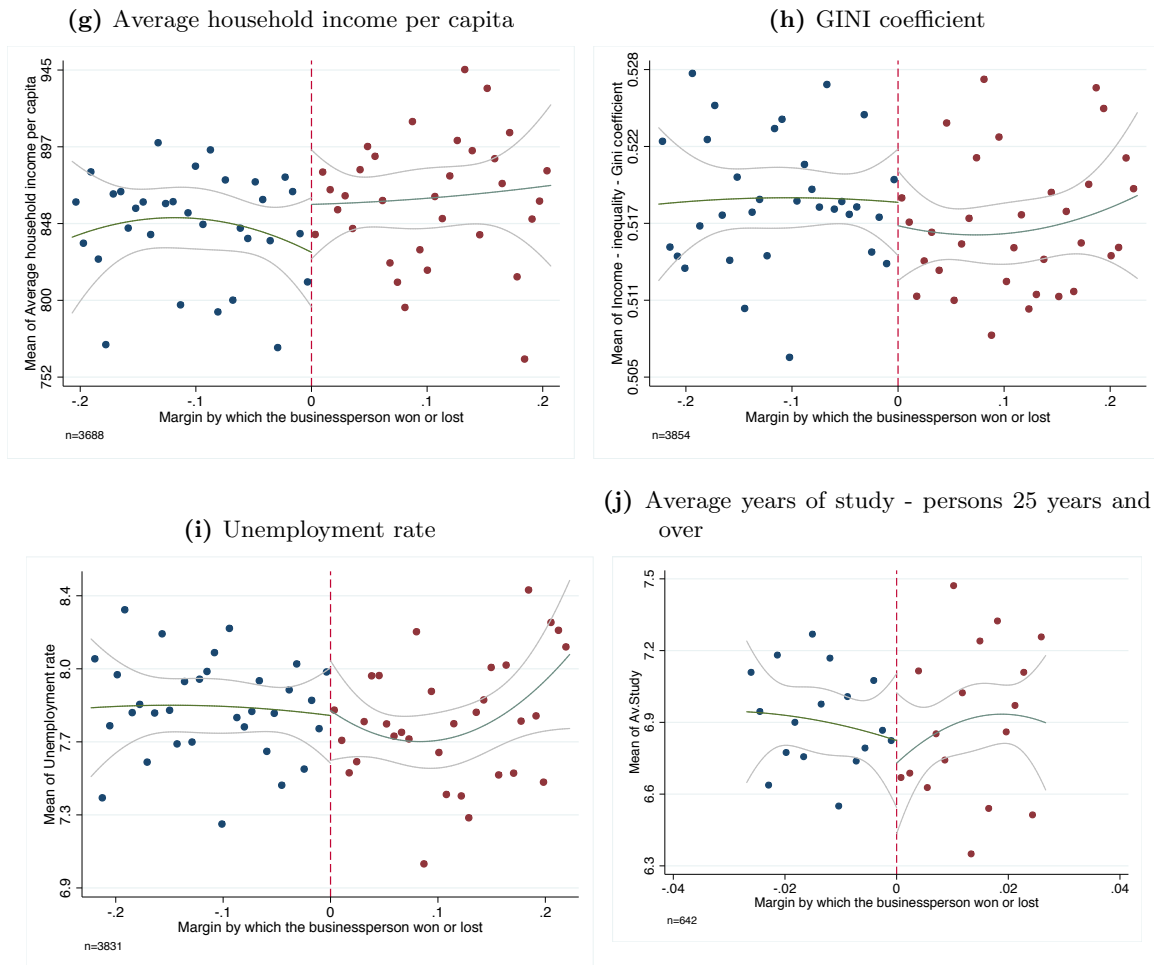 (g) Average household income per capita
945
897
848
800
752
Mean of Average household income per capita
-.2 -.1 0 .1 .2
Margin by which the businessperson won or lost
n=3688
(h) GINI coefficient
0.528
0.522
0.517
0.511
0.505
Mean of Income - inequality - Gini coefficient
-.2 -.1 0 .1 .2
Margin by which the businessperson won or lost
n=3854
(i) Unemployment rate
8.4
8.0
7.7
7.3
6.9
Mean of Unemployment rate
-.2 -.1 0 .1 .2
Margin by which the businessperson won or lost
n=3831
(j) Average years of study - persons 25 years and
over
7.5
7.2
6.9
6.6
6.3
Mean of Av.Study
-.04 -.02 0 .02 .04
Margin by which the businessperson won or lost
n=642